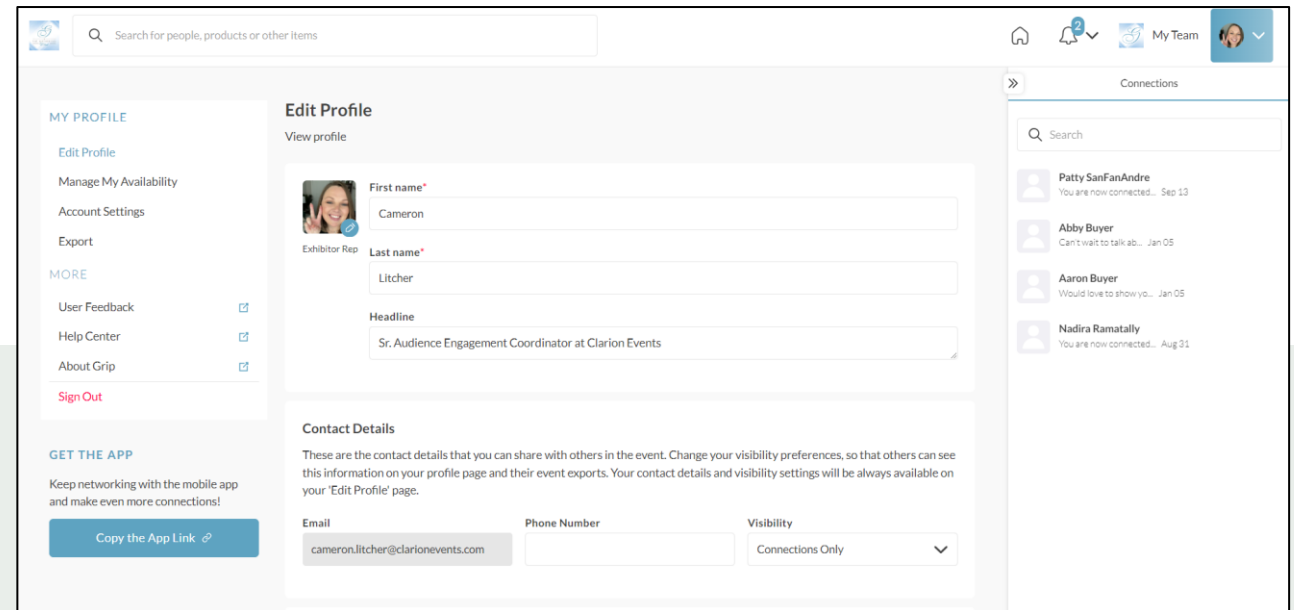 Search for people, products or other items
2
My Team
MY PROFILE
Edit Profile
Manage My Availability
Account Settings
Export
MORE
User Feedback
Help Center
About Grip
Sign Out
GET THE APP
Keep networking with the mobile app
and make even more connections!
Copy the App Link
Edit Profile
View profile
Exhibitor Rep
First name*
Cameron
Last name*
Litcher
Headline
Sr. Audience Engagement Coordinator at Clarion Events
Contact Details
These are the contact details that you can share with others in the event. Change your visibility preferences, so that others can see
this information on your profile page and their event exports. Your contact details and visibility settings will be always available on
your 'Edit Profile' page.
Email
cameron.litcher@clarionevents.com
Phone Number
Visibility
Connections Only
Connections
Search
Patty SanFanAndre
You are now connected... Sep 13
Abby Buyer
Can't wait to talk ab... Jan 05
Aaron Buyer
Would love to show yo... Jan 05
Nadira Ramatally
You are now connected... Aug 31